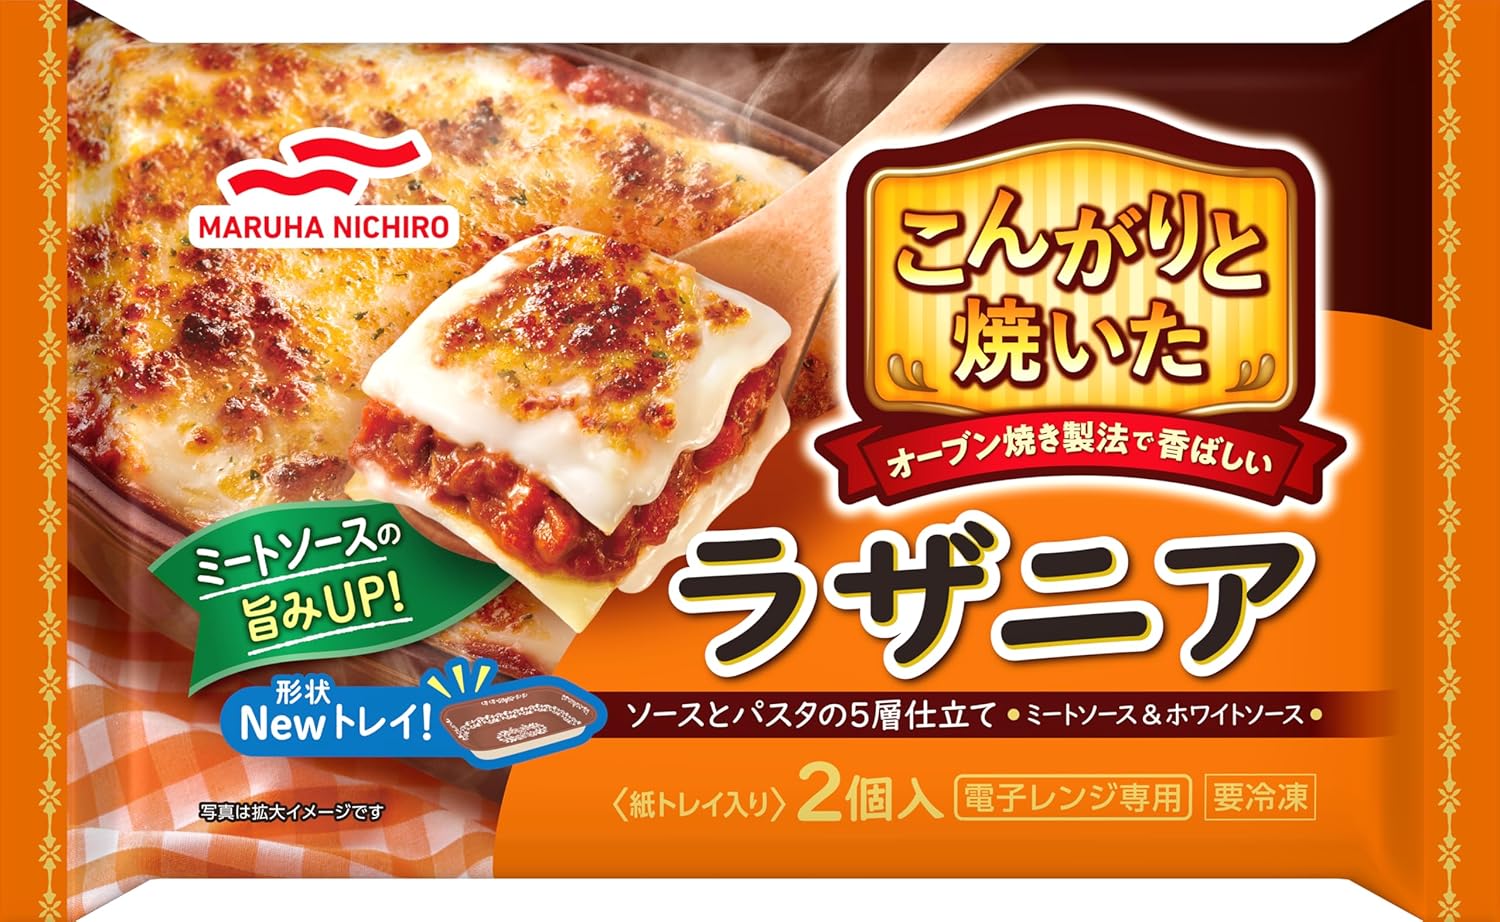 MARUHA NICHIRO
こんがりと
焼いた
オーブン焼き製法で香ばしい
ラザニア
ミートソースの
旨みUP!
形状
Newトレイ!
ソースとパスタの5層仕立て・ミートソース&ホワイトソース・
〈紙トレイ入り〉2個入 電子レンジ専用 要冷凍
写真は拡大イメージです